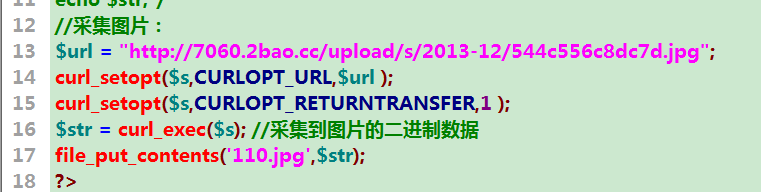 11 echo $str; */
12 //采集图片：
13 $url = "http://7060.2bao.cc/upload/s/2013-12/544c556c8dc7d.jpg";
14 curl_setopt($s,CURLOPT_URL,$url );
15 curl_setopt($s,CURLOPT_RETURNTRANSFER,1 );
16 $str = curl_exec($s); //采集到图片的二进制数据
17 file_put_contents('110.jpg',$str);
18 ?>